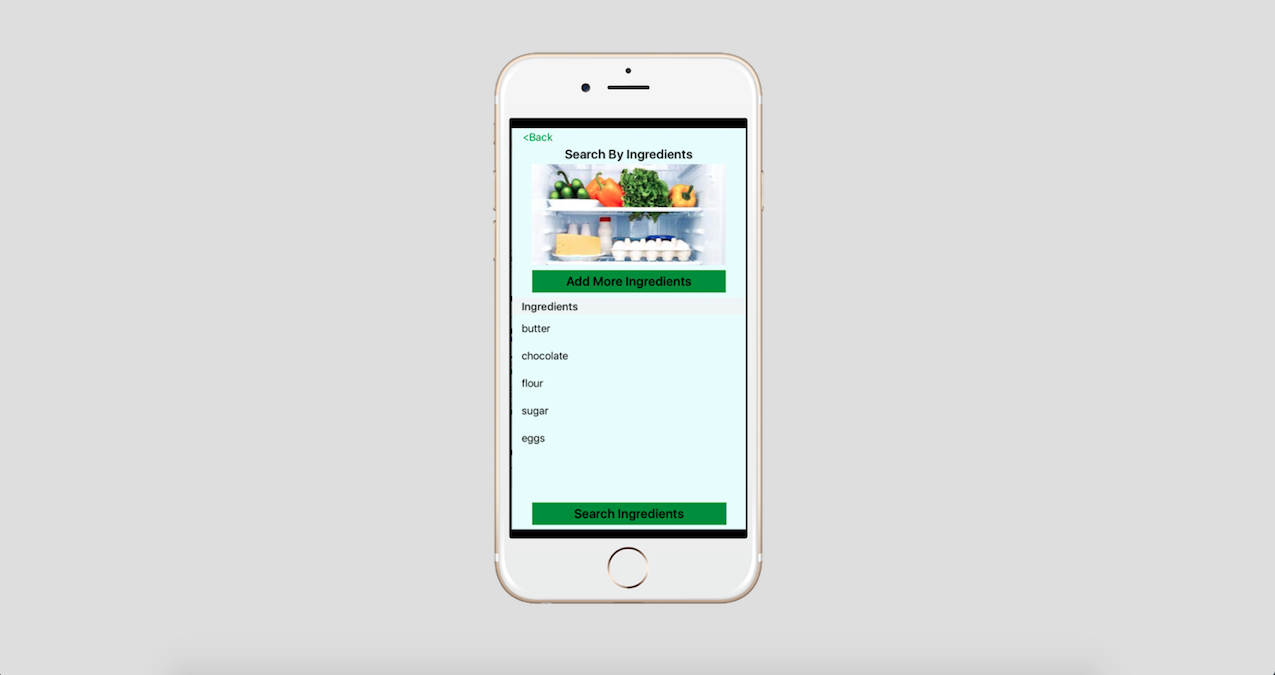 <Back
Search By Ingredients
Add More Ingredients
Ingredients
butter
chocolate
flour
sugar
eggs
Search Ingredients